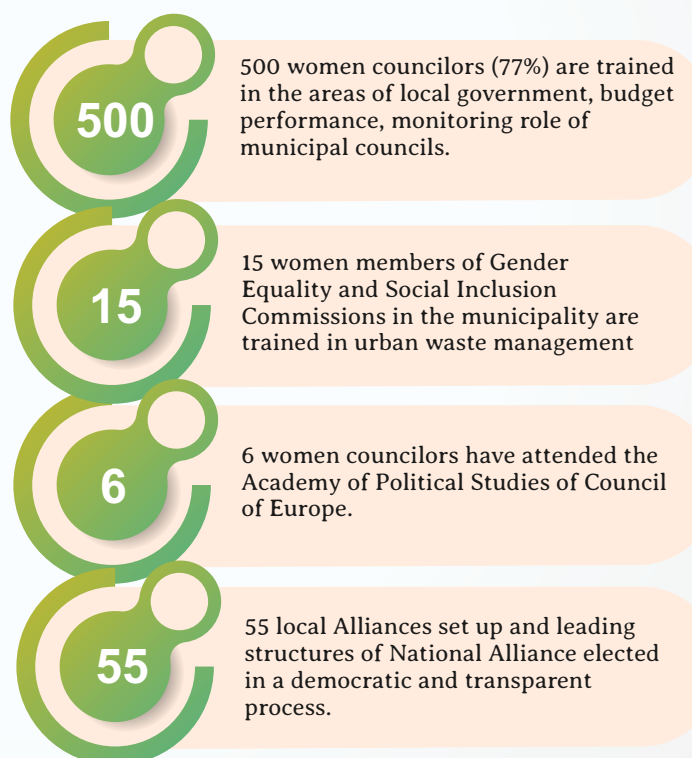 500
500 women councilors (77%) are trained
in the areas of local government, budget
performance, monitoring role of
municipal councils.
15
15 women members of Gender
Equality and Social Inclusion
Commissions in the municipality are
trained in urban waste management
6
6 women councilors have attended the
Academy of Political Studies of Council
of Europe.
55
55 local Alliances set up and leading
structures of National Alliance elected
in a democratic and transparent
process.